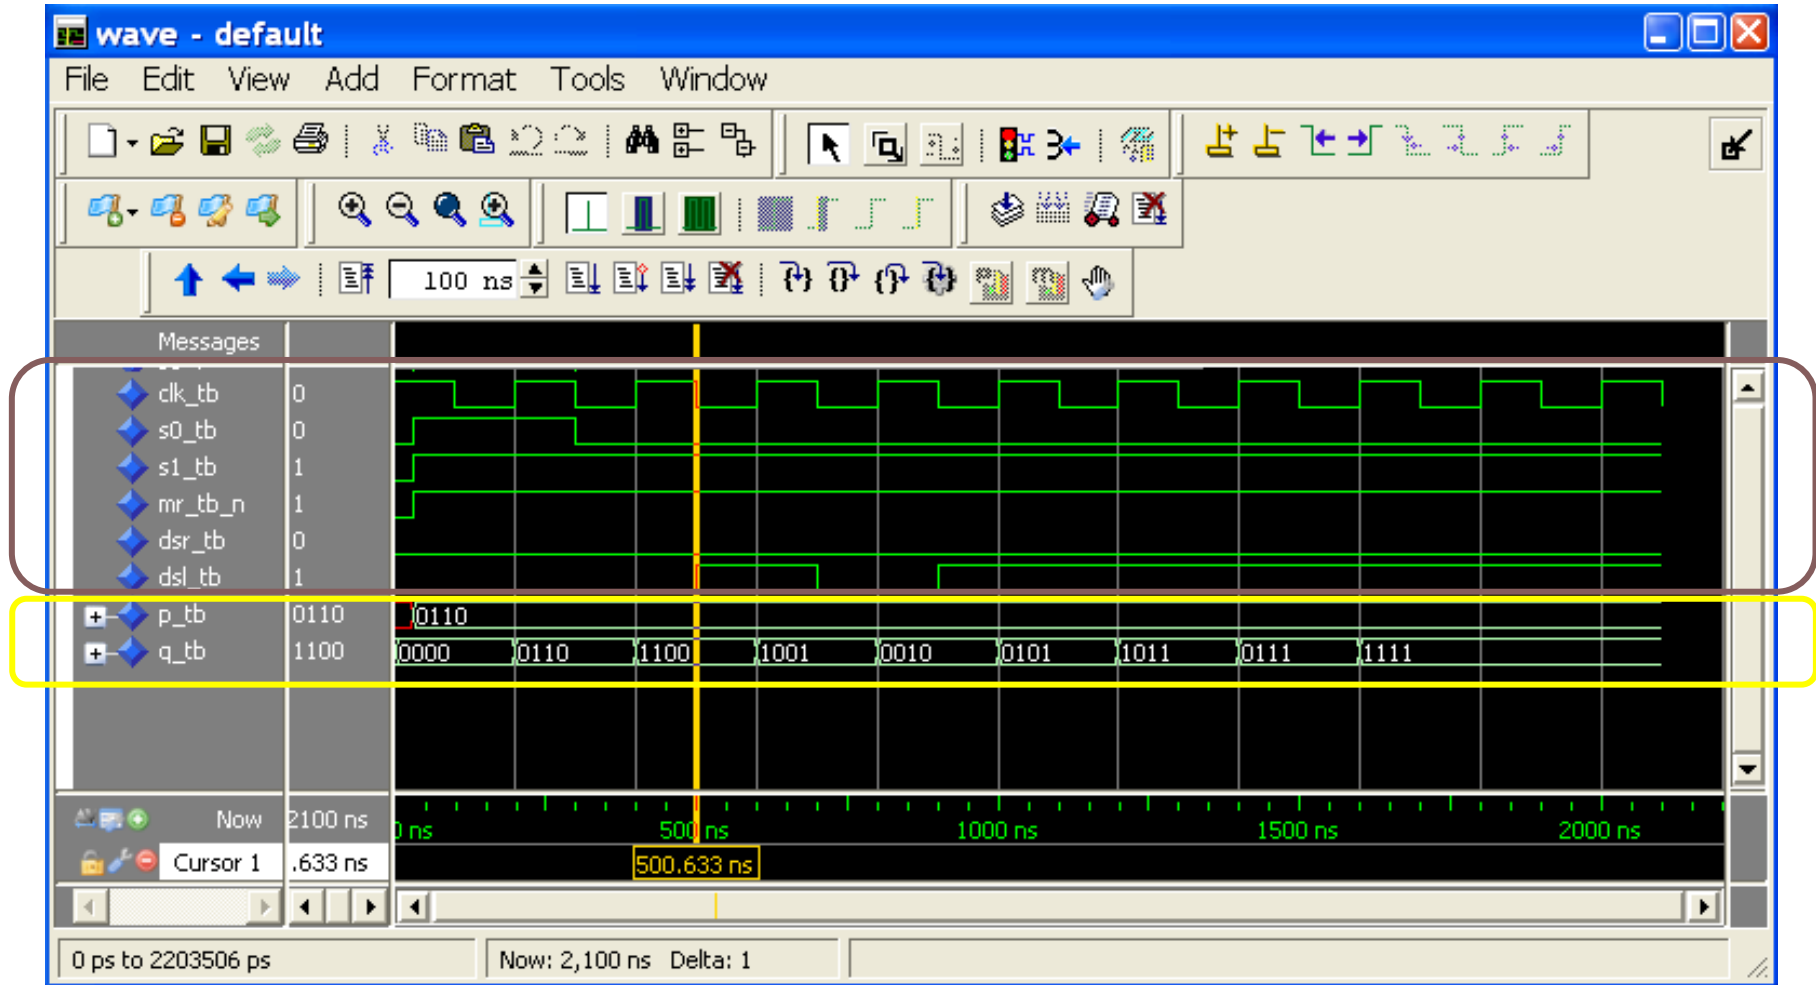 wave - default
File Edit View Add Format Tools Window
100 ns
Messages
clk_tb 0
s0_tb 0
s1_tb 1
mr_tb_n 1
dsr_tb 0
dsl_tb 1
p_tb 0110 0110
q_tb 1100 0000 0110 1100 1001 0010 0101 1011 0111 1111
Now 2100 ns 0 ns 500 ns 1000 ns 1500 ns 2000 ns
Cursor 1 .633 ns 500.633 ns
0 ps to 2203506 ps Now: 2,100 ns Delta: 1